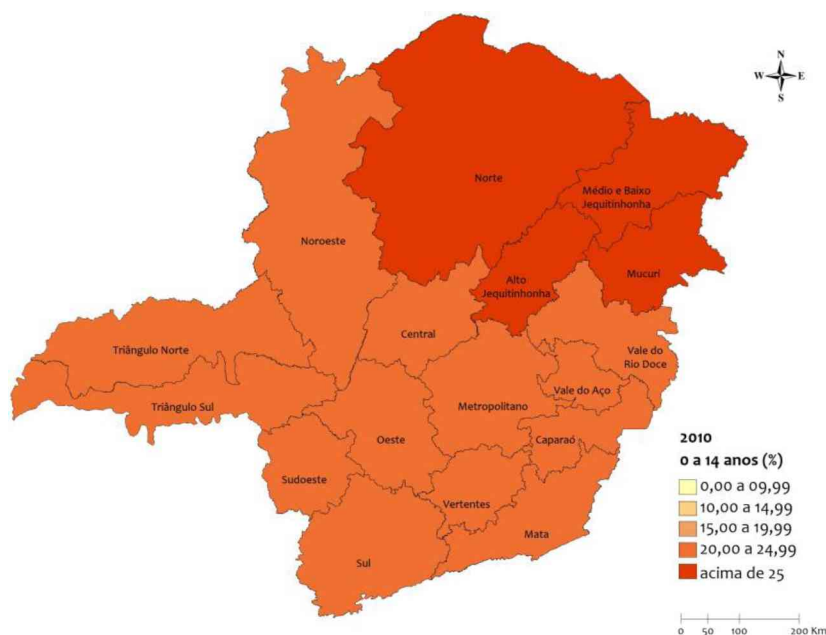 N
W E
S
Norte
Médio e Baixo
Jequitinhonha
Noroeste
Mucuri
Alto
Jequitinhonha
Central
Triângulo Norte
Vale do
Rio Doce
Vale do Aço
Triângulo Sul
Metropolitano
Oeste
Caparaó
Sudoeste
Vertentes
Mata
Sul
2010
0 a 14 anos (%)
0,00 a 09,99
10,00 a 14,99
15,00 a 19,99
20,00 a 24,99
acima de 25
0 50 100 200 Km